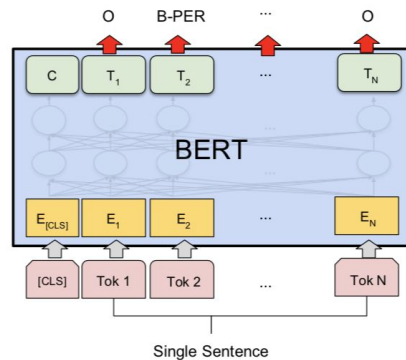 O B-PER ... O
C T1 T2 ... TN
...
BERT
...
E[CLS] E1 E2 ... EN
[CLS] Tok 1 Tok 2 ... Tok N
Single Sentence